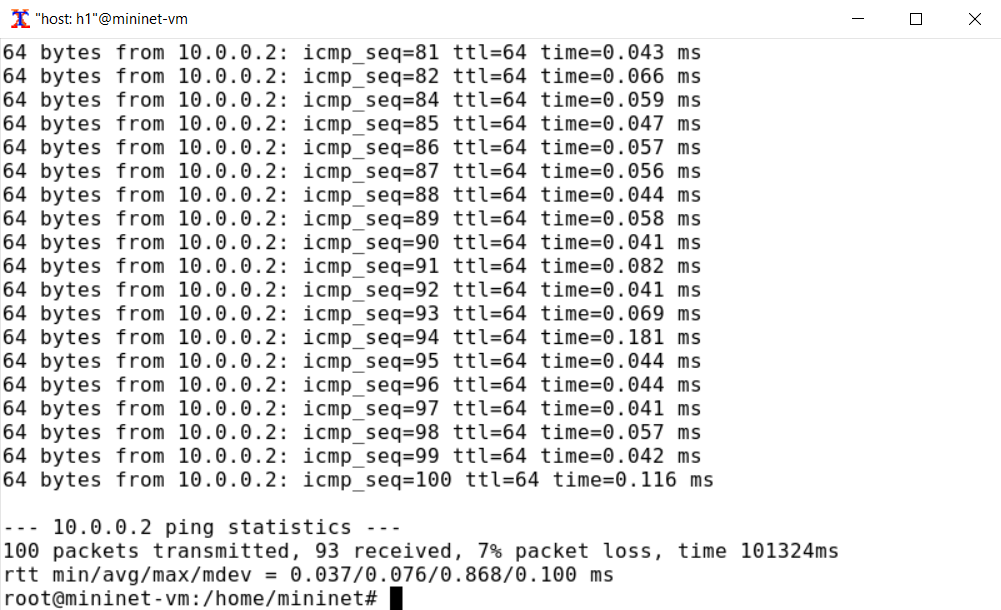 "host: h1"@mininet-vm
64 bytes from 10.0.0.2: icmp_seq=81 ttl=64 time=0.043 ms
64 bytes from 10.0.0.2: icmp_seq=82 ttl=64 time=0.066 ms
64 bytes from 10.0.0.2: icmp_seq=84 ttl=64 time=0.059 ms
64 bytes from 10.0.0.2: icmp_seq=85 ttl=64 time=0.047 ms
64 bytes from 10.0.0.2: icmp_seq=86 ttl=64 time=0.057 ms
64 bytes from 10.0.0.2: icmp_seq=87 ttl=64 time=0.056 ms
64 bytes from 10.0.0.2: icmp_seq=88 ttl=64 time=0.044 ms
64 bytes from 10.0.0.2: icmp_seq=89 ttl=64 time=0.058 ms
64 bytes from 10.0.0.2: icmp_seq=90 ttl=64 time=0.041 ms
64 bytes from 10.0.0.2: icmp_seq=91 ttl=64 time=0.082 ms
64 bytes from 10.0.0.2: icmp_seq=92 ttl=64 time=0.041 ms
64 bytes from 10.0.0.2: icmp_seq=93 ttl=64 time=0.069 ms
64 bytes from 10.0.0.2: icmp_seq=94 ttl=64 time=0.181 ms
64 bytes from 10.0.0.2: icmp_seq=95 ttl=64 time=0.044 ms
64 bytes from 10.0.0.2: icmp_seq=96 ttl=64 time=0.044 ms
64 bytes from 10.0.0.2: icmp_seq=97 ttl=64 time=0.041 ms
64 bytes from 10.0.0.2: icmp_seq=98 ttl=64 time=0.057 ms
64 bytes from 10.0.0.2: icmp_seq=99 ttl=64 time=0.042 ms
64 bytes from 10.0.0.2: icmp_seq=100 ttl=64 time=0.116 ms
--- 10.0.0.2 ping statistics ---
100 packets transmitted, 93 received, 7% packet loss, time 101324ms
rtt min/avg/max/mdev = 0.037/0.076/0.868/0.100 ms
root@mininet-vm:/home/mininet#